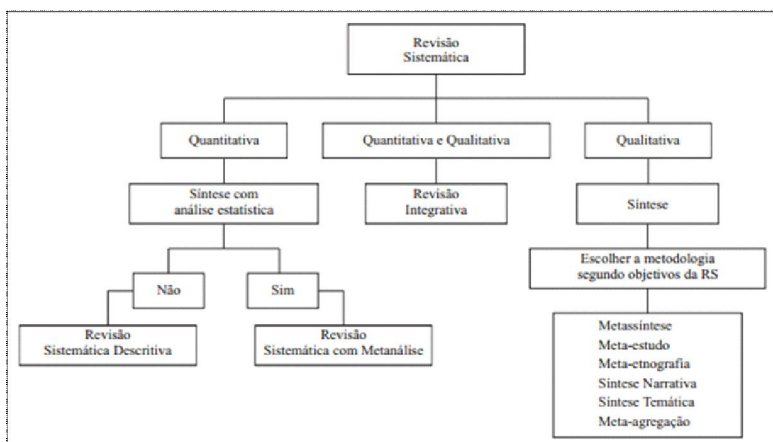 Revisão
Sistemática
Quantitativa
Quantitativa e Qualitativa
Qualitativa
Síntese com
análise estatística
Revisão
Integrativa
Síntese
Não
Sim
Escolher a metodologia
segundo objetivos da RS
Revisão
Sistemática Descritiva
Revisão
Sistemática com Metanálise
Metassíntese
Meta-estudo
Meta-etnografia
Síntese Narrativa
Síntese Temática
Meta-agregação